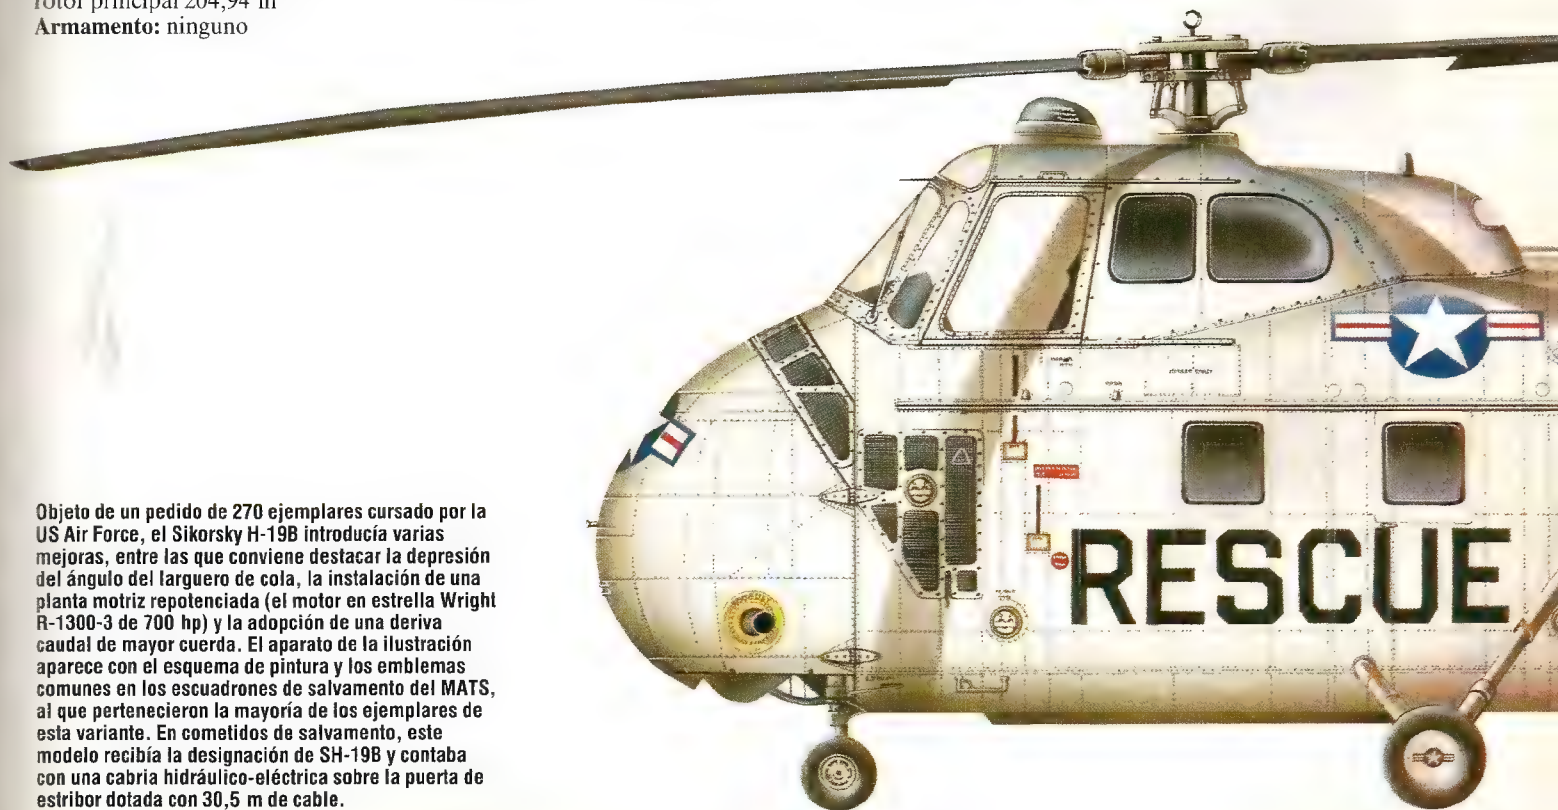 rotor principal 204,94 m
Armamento: ninguno
Objeto de un pedido de 270 ejemplares cursado por la
US Air Force, el Sikorsky H-19B introducía varias
mejoras, entre las que conviene destacar la depresión
del ángulo del larguero de cola, la instalación de una
planta motriz repotenciada (el motor en estrella Wright
R-1300-3 de 700 hp) y la adopción de una deriva
caudal de mayor cuerda. El aparato de la ilustración
aparece con el esquema de pintura y los emblemas
comunes en los escuadrones de salvamento del MATS,
al que pertenecieron la mayoría de los ejemplares de
esta variante. En cometidos de salvamento, este
modelo recibía la designación de SH-19B y contaba
con una cabria hidráulico-eléctrica sobre la puerta de
estribor dotada con 30,5 m de cable.
RESCUE